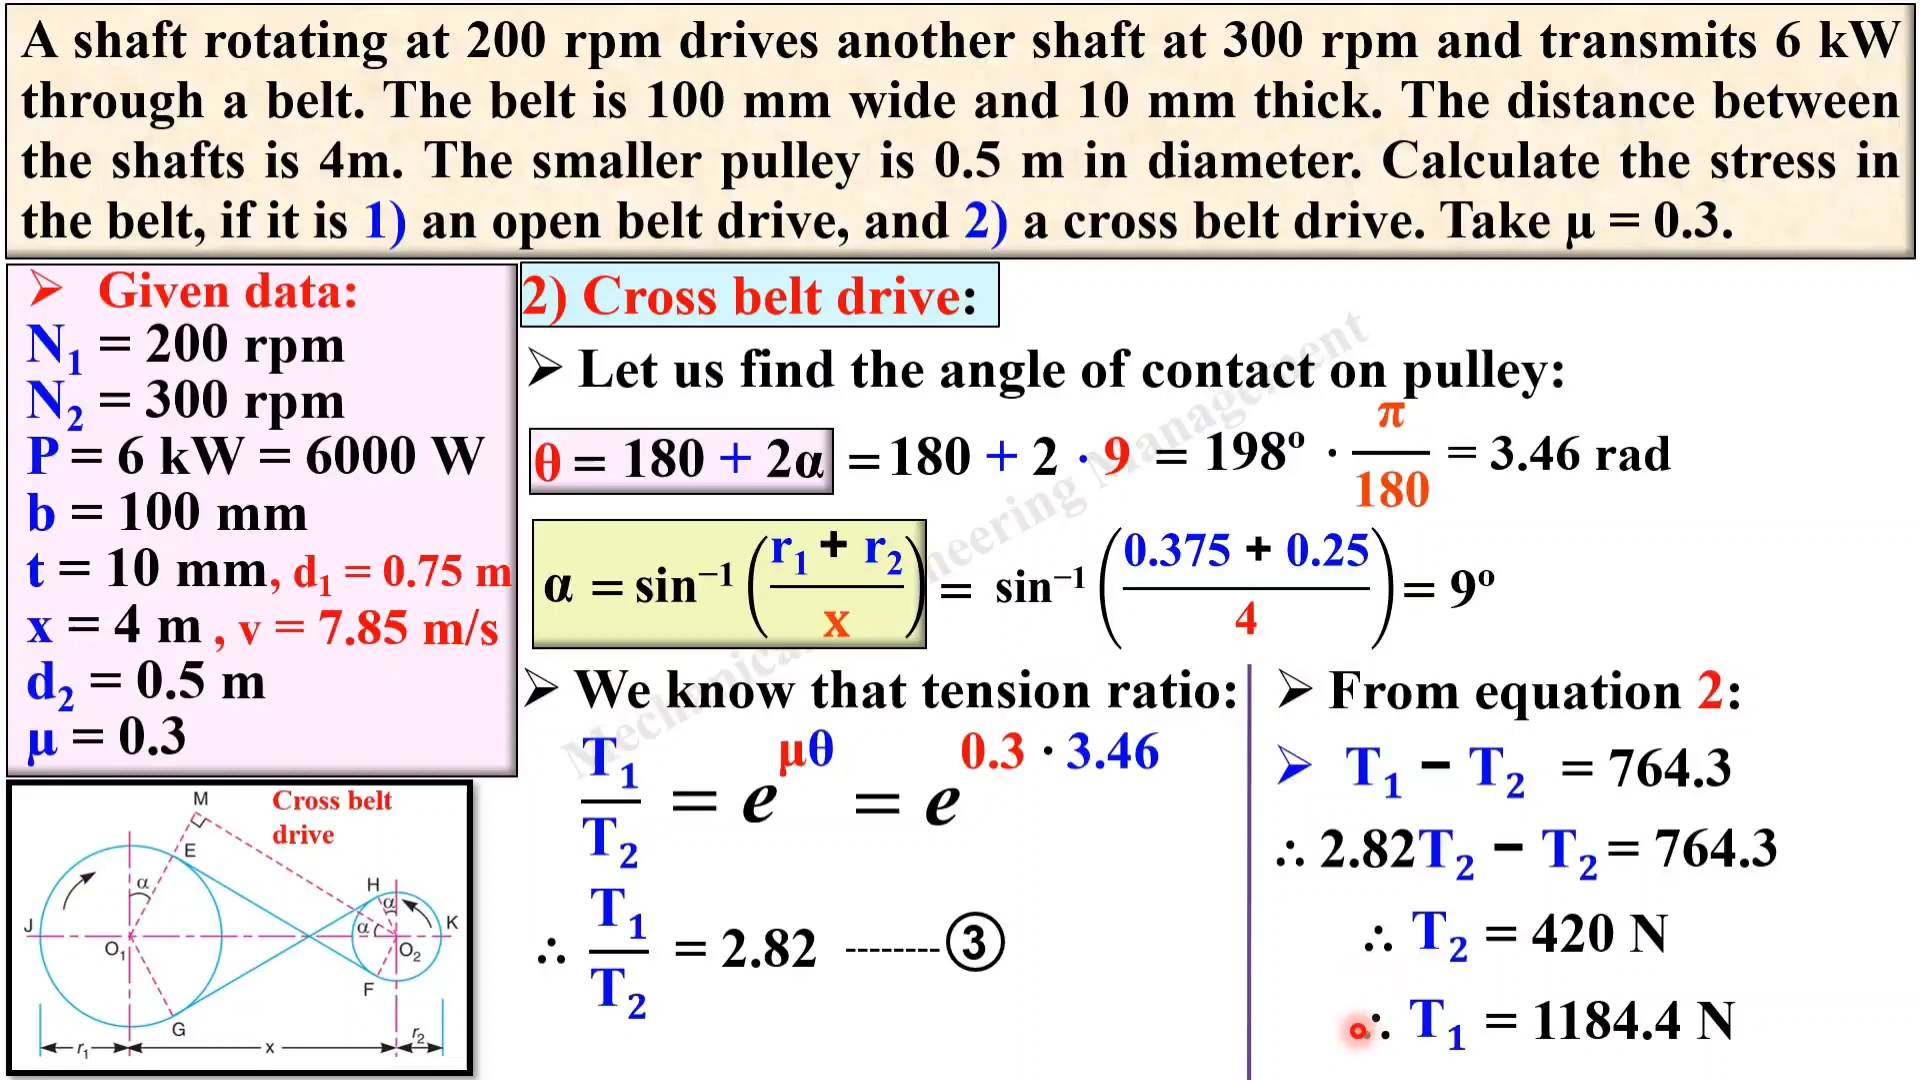 A shaft rotating at 200 rpm drives another shaft at 300 rpm and transmits 6 kW
through a belt. The belt is 100 mm wide and 10 mm thick. The distance between
the shafts is 4m. The smaller pulley is 0.5 m in diameter. Calculate the stress in
the belt, if it is 1) an open belt drive, and 2) a cross belt drive. Take μ = 0.3.
➢ Given data:
N₁ = 200 rpm
N₂ = 300 rpm
P = 6 kW = 6000 W
b = 100 mm
t = 10 mm, d₁ = 0.75 m
x = 4 m , v = 7.85 m/s
d₂ = 0.5 m
μ = 0.3
Cross belt
drive
M
E
α
H
α
J
α
K
O₁
O₂
F
G
r₁
x
r₂
2) Cross belt drive:
➢ Let us find the angle of contact on pulley:
θ = 180 + 2α = 180 + 2 · 9 = 198º · π/180 = 3.46 rad
α = sin⁻¹ (r₁ + r₂ / x) = sin⁻¹ (0.375 + 0.25 / 4) = 9º
➢ We know that tension ratio:
T₁/T₂ = e^μθ = e^0.3 · 3.46
∴ T₁/T₂ = 2.82 -------- ③
➢ From equation 2:
➢ T₁ − T₂ = 764.3
∴ 2.82T₂ − T₂ = 764.3
∴ T₂ = 420 N
∴ T₁ = 1184.4 N